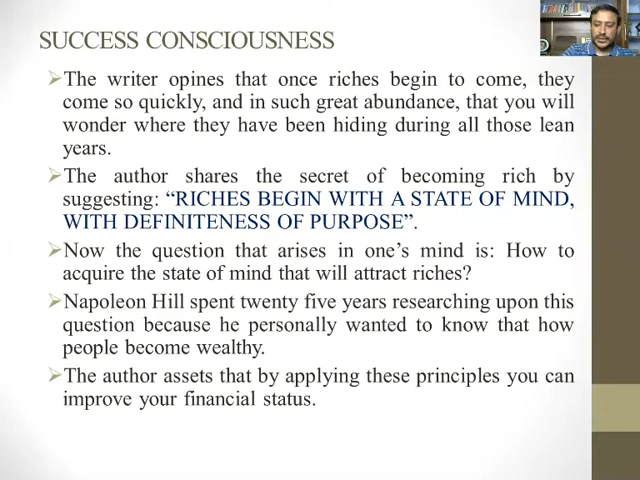 SUCCESS CONSCIOUSNESS
➢The writer opines that once riches begin to come, they
come so quickly, and in such great abundance, that you will
wonder where they have been hiding during all those lean
years.
➢The author shares the secret of becoming rich by
suggesting: “RICHES BEGIN WITH A STATE OF MIND,
WITH DEFINITENESS OF PURPOSE”.
➢Now the question that arises in one’s mind is: How to
acquire the state of mind that will attract riches?
➢Napoleon Hill spent twenty five years researching upon this
question because he personally wanted to know that how
people become wealthy.
➢The author assets that by applying these principles you can
improve your financial status.